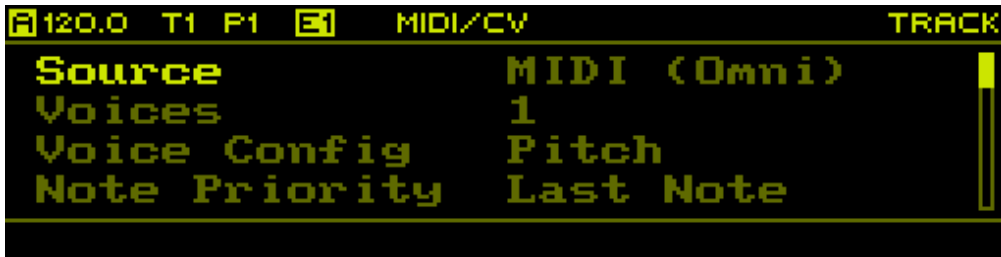 A 120.0 T1 P1 E1 MIDI/CV TRACK
Source MIDI (Omni)
Voices 1
Voice Config Pitch
Note Priority Last Note